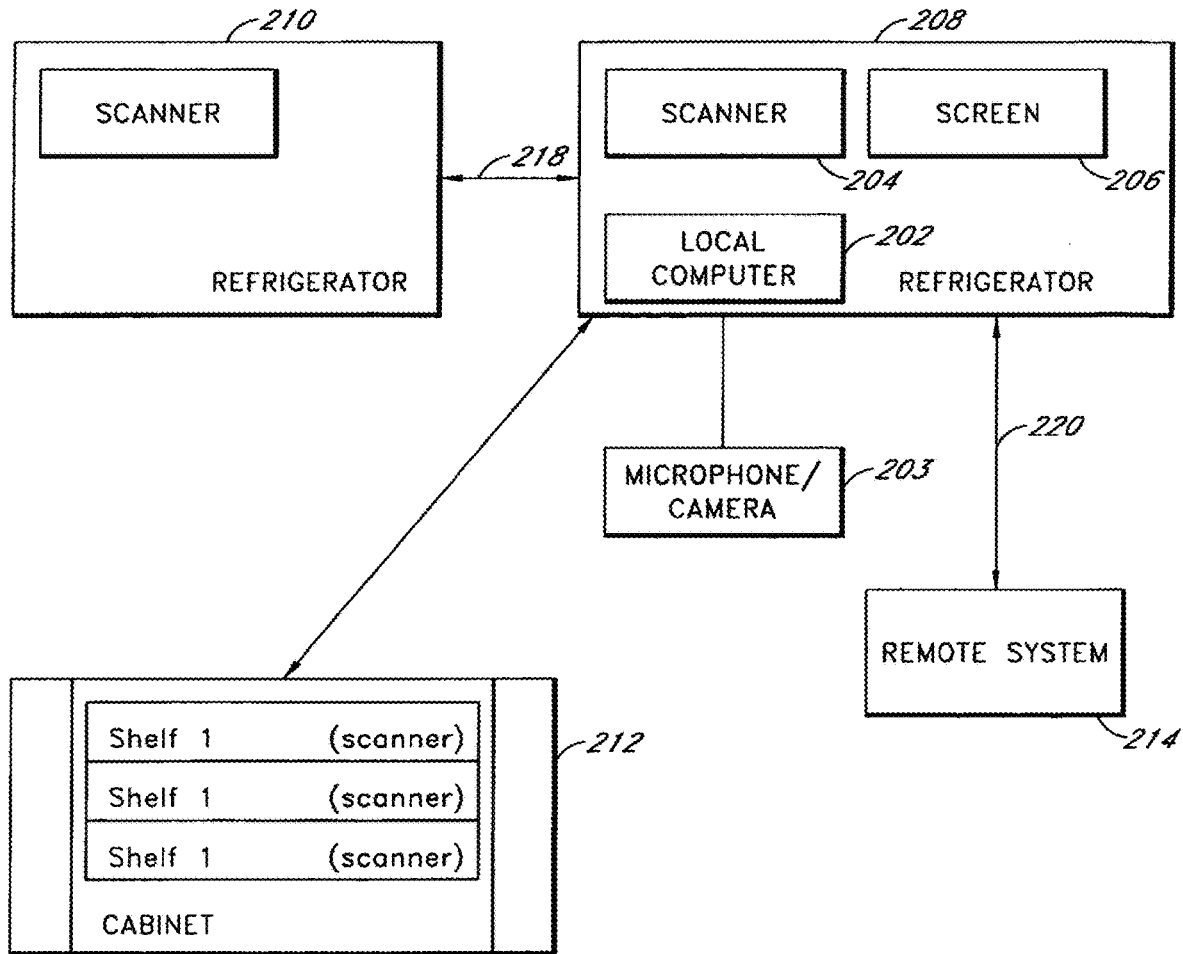 210
SCANNER
REFRIGERATOR
218
208
SCANNER
204
SCREEN
206
LOCAL
COMPUTER
202
REFRIGERATOR
MICROPHONE/
CAMERA
203
220
REMOTE SYSTEM
214
Shelf 1 (scanner)
Shelf 1 (scanner)
Shelf 1 (scanner)
CABINET
212